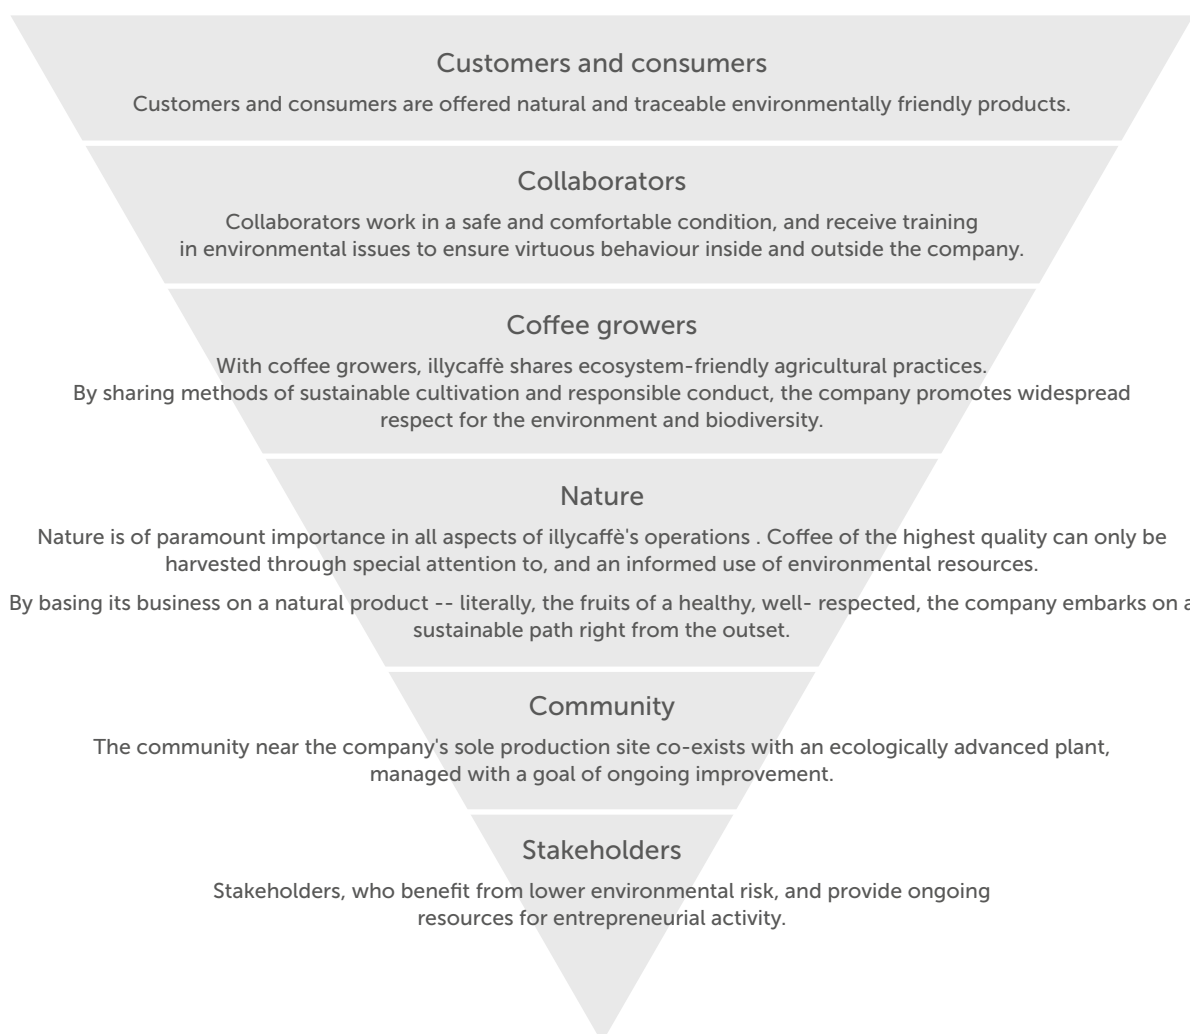 Customers and consumers
Customers and consumers are offered natural and traceable environmentally friendly products.
Collaborators
Collaborators work in a safe and comfortable condition, and receive training
in environmental issues to ensure virtuous behaviour inside and outside the company.
Coffee growers
With coffee growers, illycaffè shares ecosystem-friendly agricultural practices.
By sharing methods of sustainable cultivation and responsible conduct, the company promotes widespread
respect for the environment and biodiversity.
Nature
Nature is of paramount importance in all aspects of illycaffè's operations . Coffee of the highest quality can only be
harvested through special attention to, and an informed use of environmental resources.
By basing its business on a natural product -- literally, the fruits of a healthy, well- respected, the company embarks on a
sustainable path right from the outset.
Community
The community near the company's sole production site co-exists with an ecologically advanced plant,
managed with a goal of ongoing improvement.
Stakeholders
Stakeholders, who benefit from lower environmental risk, and provide ongoing
resources for entrepreneurial activity.